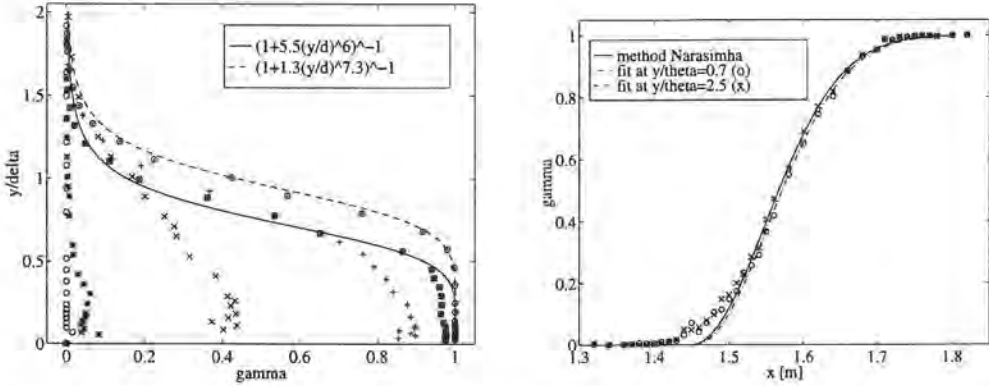 2
1.5
1
0.5
0
y/delta
(1+5.5(y/d)^6)^-1
(1+1.3(y/d)^7.3)^-1
0 0.2 0.4 0.6 0.8 1
gamma
1
0.8
0.6
0.4
0.2
0
gamma
method Narasimha
fit at y/theta=0.7 (o)
fit at y/theta=2.5 (x)
1.3 1.4 1.5 1.6 1.7 1.8
x [m]